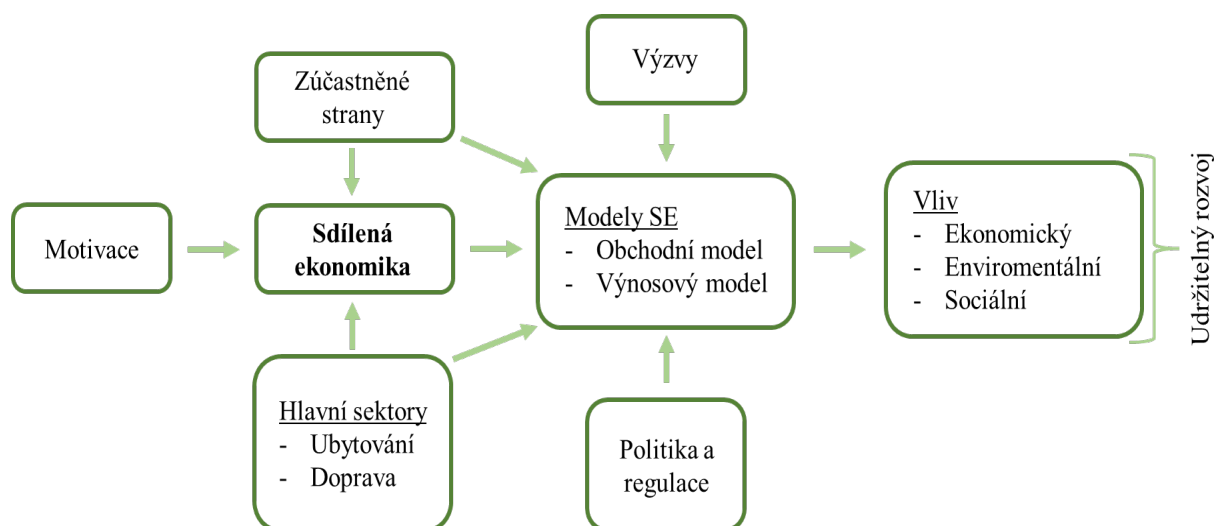 Výzvy
Zúčastněné
strany
Motivace
Sdílená
ekonomika
Modely SE
- Obchodní model
- Výnosový model
Vliv
- Ekonomický
- Enviromentální
- Sociální
Udržitelný rozvoj
Hlavní sektory
- Ubytování
- Doprava
Politika a
regulace